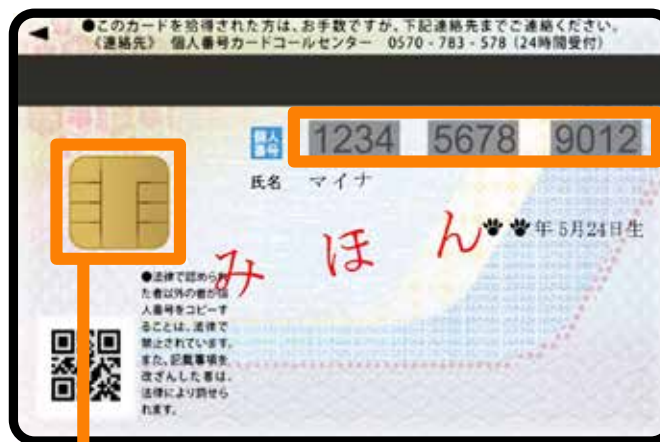 ●このカードを拾得された方は、お手数ですが、下記連絡先までご連絡ください。
《連絡先》 個人番号カードコールセンター 0570-783-578（24時間受付）
個人番号 1234 5678 9012
氏名 マイナ
年5月24日生
みほん
●法律で認められ
た者以外の者が個
人番号をコピーす
ることは、法律で
禁止されています。
また、記載事項を
改ざんした者は、
法律により罰せら
れます。